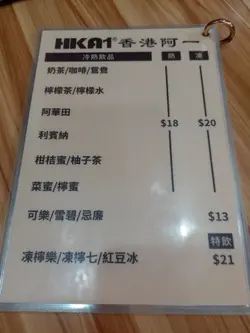 HKA1® 香港阿一
冷熱飲品 熱 凍
奶茶/咖啡/鴛鴦
檸檬茶/檸檬水
阿華田 $18 $20
利賓納
柑桔蜜/柚子茶
菜蜜/檸蜜
可樂/雪碧/忌廉 $13
特飲
凍檸樂/凍檸七/紅豆冰 $21